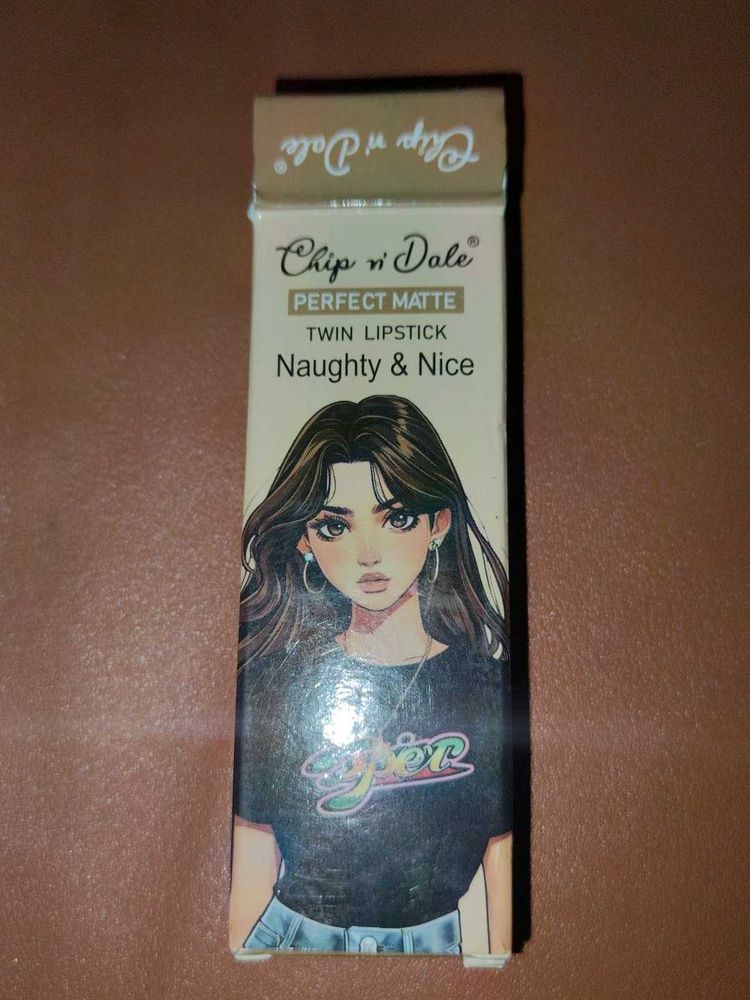 Chip n' Dale®
Chip n' Dale®
PERFECT MATTE
TWIN LIPSTICK
Naughty & Nice